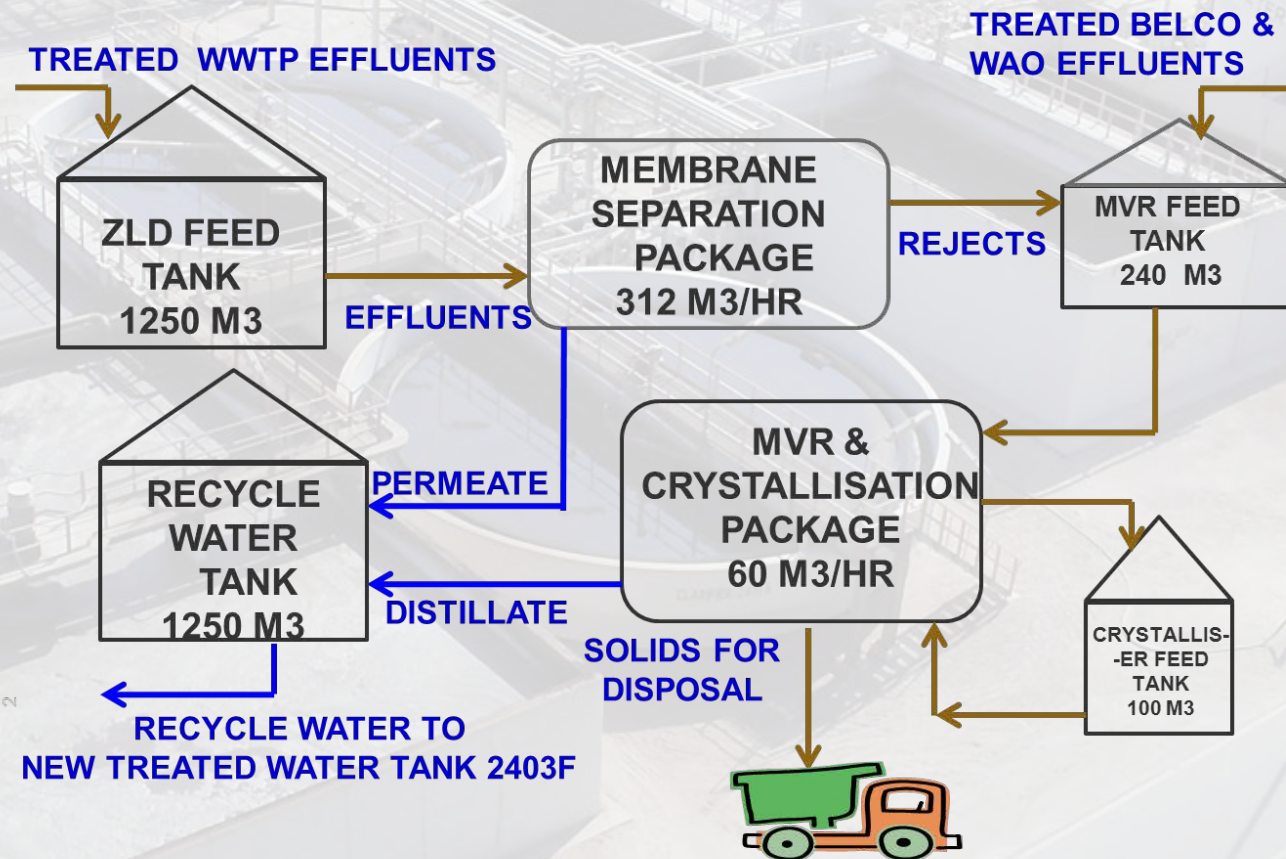 TREATED WWTP EFFLUENTS
TREATED BELCO &
WAO EFFLUENTS
ZLD FEED
TANK
1250 M3
EFFLUENTS
MEMBRANE
SEPARATION
PACKAGE
312 M3/HR
REJECTS
MVR FEED
TANK
240 M3
RECYCLE
WATER
TANK
1250 M3
PERMEATE
DISTILLATE
MVR &
CRYSTALLISATION
PACKAGE
60 M3/HR
CRYSTALLIS-
-ER FEED
TANK
100 M3
SOLIDS FOR
DISPOSAL
RECYCLE WATER TO
NEW TREATED WATER TANK 2403F
2